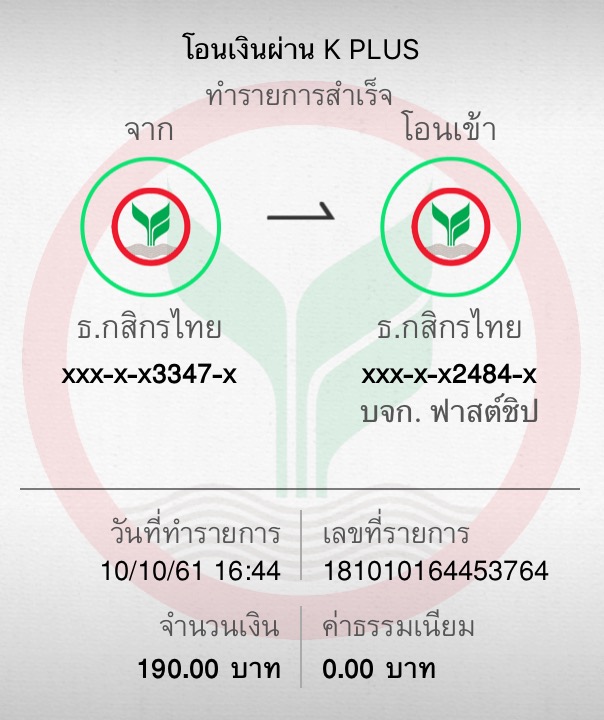 โอนเงินผ่าน K PLUS
ทำรายการสำเร็จ
จาก
โอนเข้า
ธ.กสิกรไทย
ธ.กสิกรไทย
xxx-x-x3347-x
xxx-x-x2484-x
บจก. ฟาสต์ชิป
วันที่ทำรายการ
เลขที่รายการ
10/10/61 16:44
181010164453764
จำนวนเงิน
ค่าธรรมเนียม
190.00 บาท
0.00 บาท